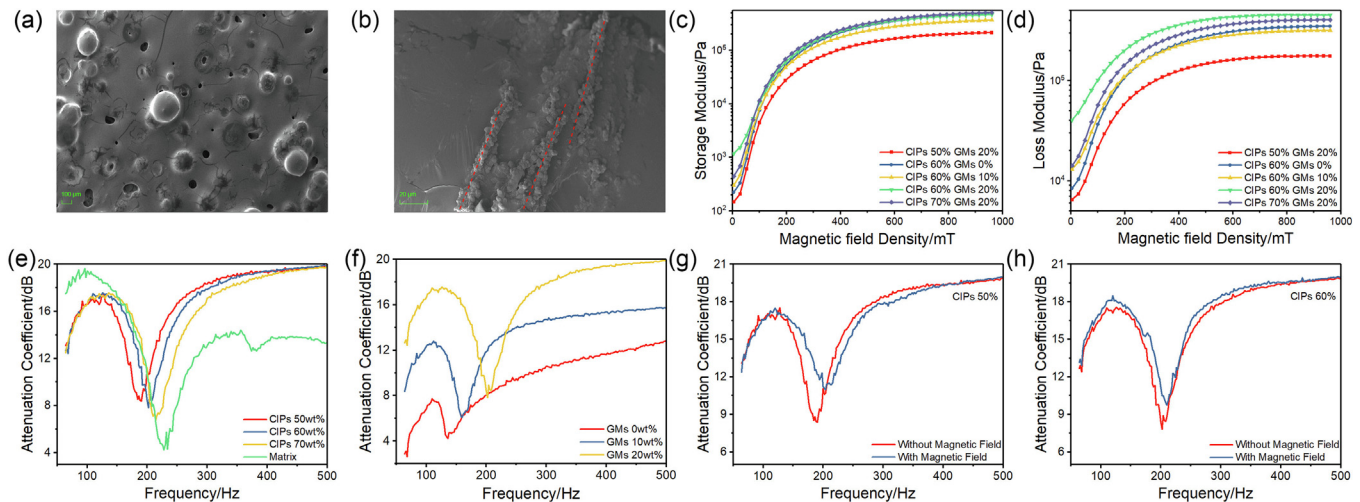 (a)
100 μm
(b)
20 μm
(c)
Storage Modulus/Pa
10⁵
10⁴
10³
10²
CIPs 50% GMs 20%
CIPs 60% GMs 0%
CIPs 60% GMs 10%
CIPs 60% GMs 20%
CIPs 70% GMs 20%
0 200 400 600 800 1000
Magnetic field Density/mT
(d)
Loss Modulus/Pa
10⁵
10⁴
CIPs 50% GMs 20%
CIPs 60% GMs 0%
CIPs 60% GMs 10%
CIPs 60% GMs 20%
CIPs 70% GMs 20%
0 200 400 600 800 1000
Magnetic field Density/mT
(e)
Attenuation Coefficient/dB
20
16
12
8
4
CIPs 50wt%
CIPs 60wt%
CIPs 70wt%
Matrix
100 200 300 400 500
Frequency/Hz
(f)
Attenuation Coefficient/dB
20
16
12
8
4
GMs 0wt%
GMs 10wt%
GMs 20wt%
100 200 300 400 500
Frequency/Hz
(g)
Attenuation Coefficient/dB
21
18
15
12
9
6
CIPs 50%
Without Magnetic Field
With Magnetic Field
100 200 300 400 500
Frequency/Hz
(h)
Attenuation Coefficient/dB
21
18
15
12
9
6
CIPs 60%
Without Magnetic Field
With Magnetic Field
100 200 300 400 500
Frequency/Hz